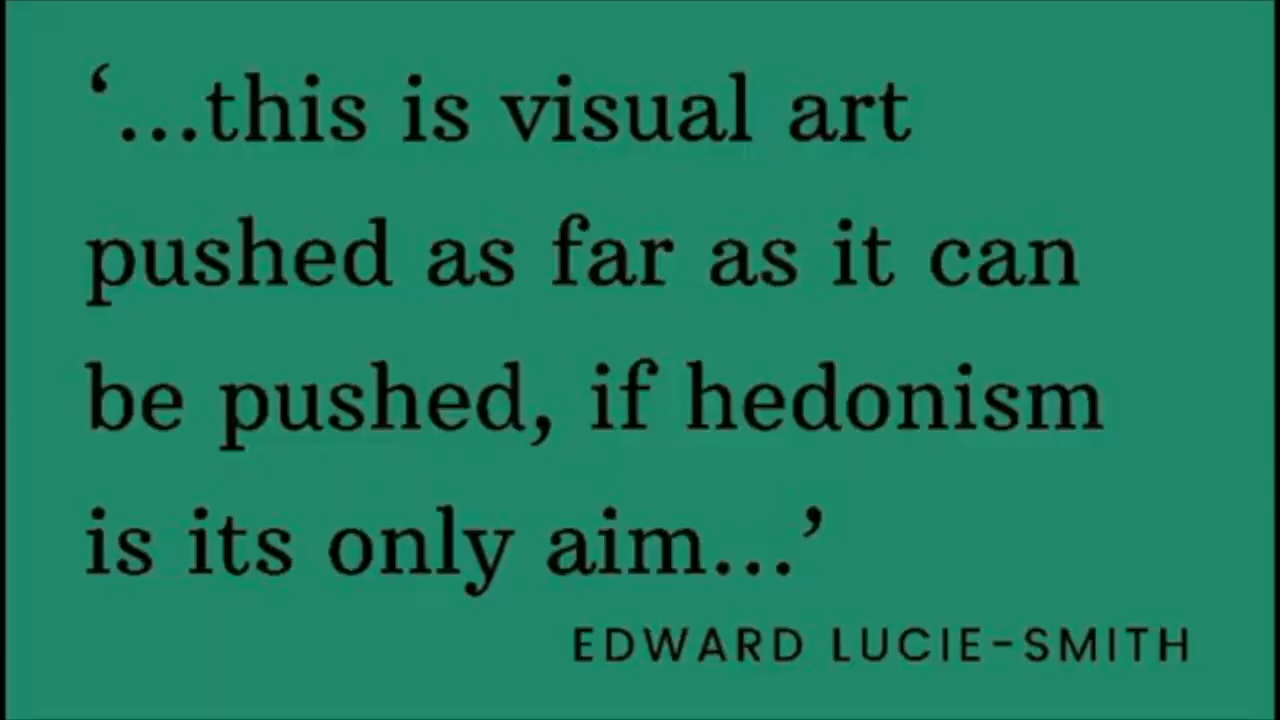 ‘...this is visual art
pushed as far as it can
be pushed, if hedonism
is its only aim...’
EDWARD LUCIE-SMITH